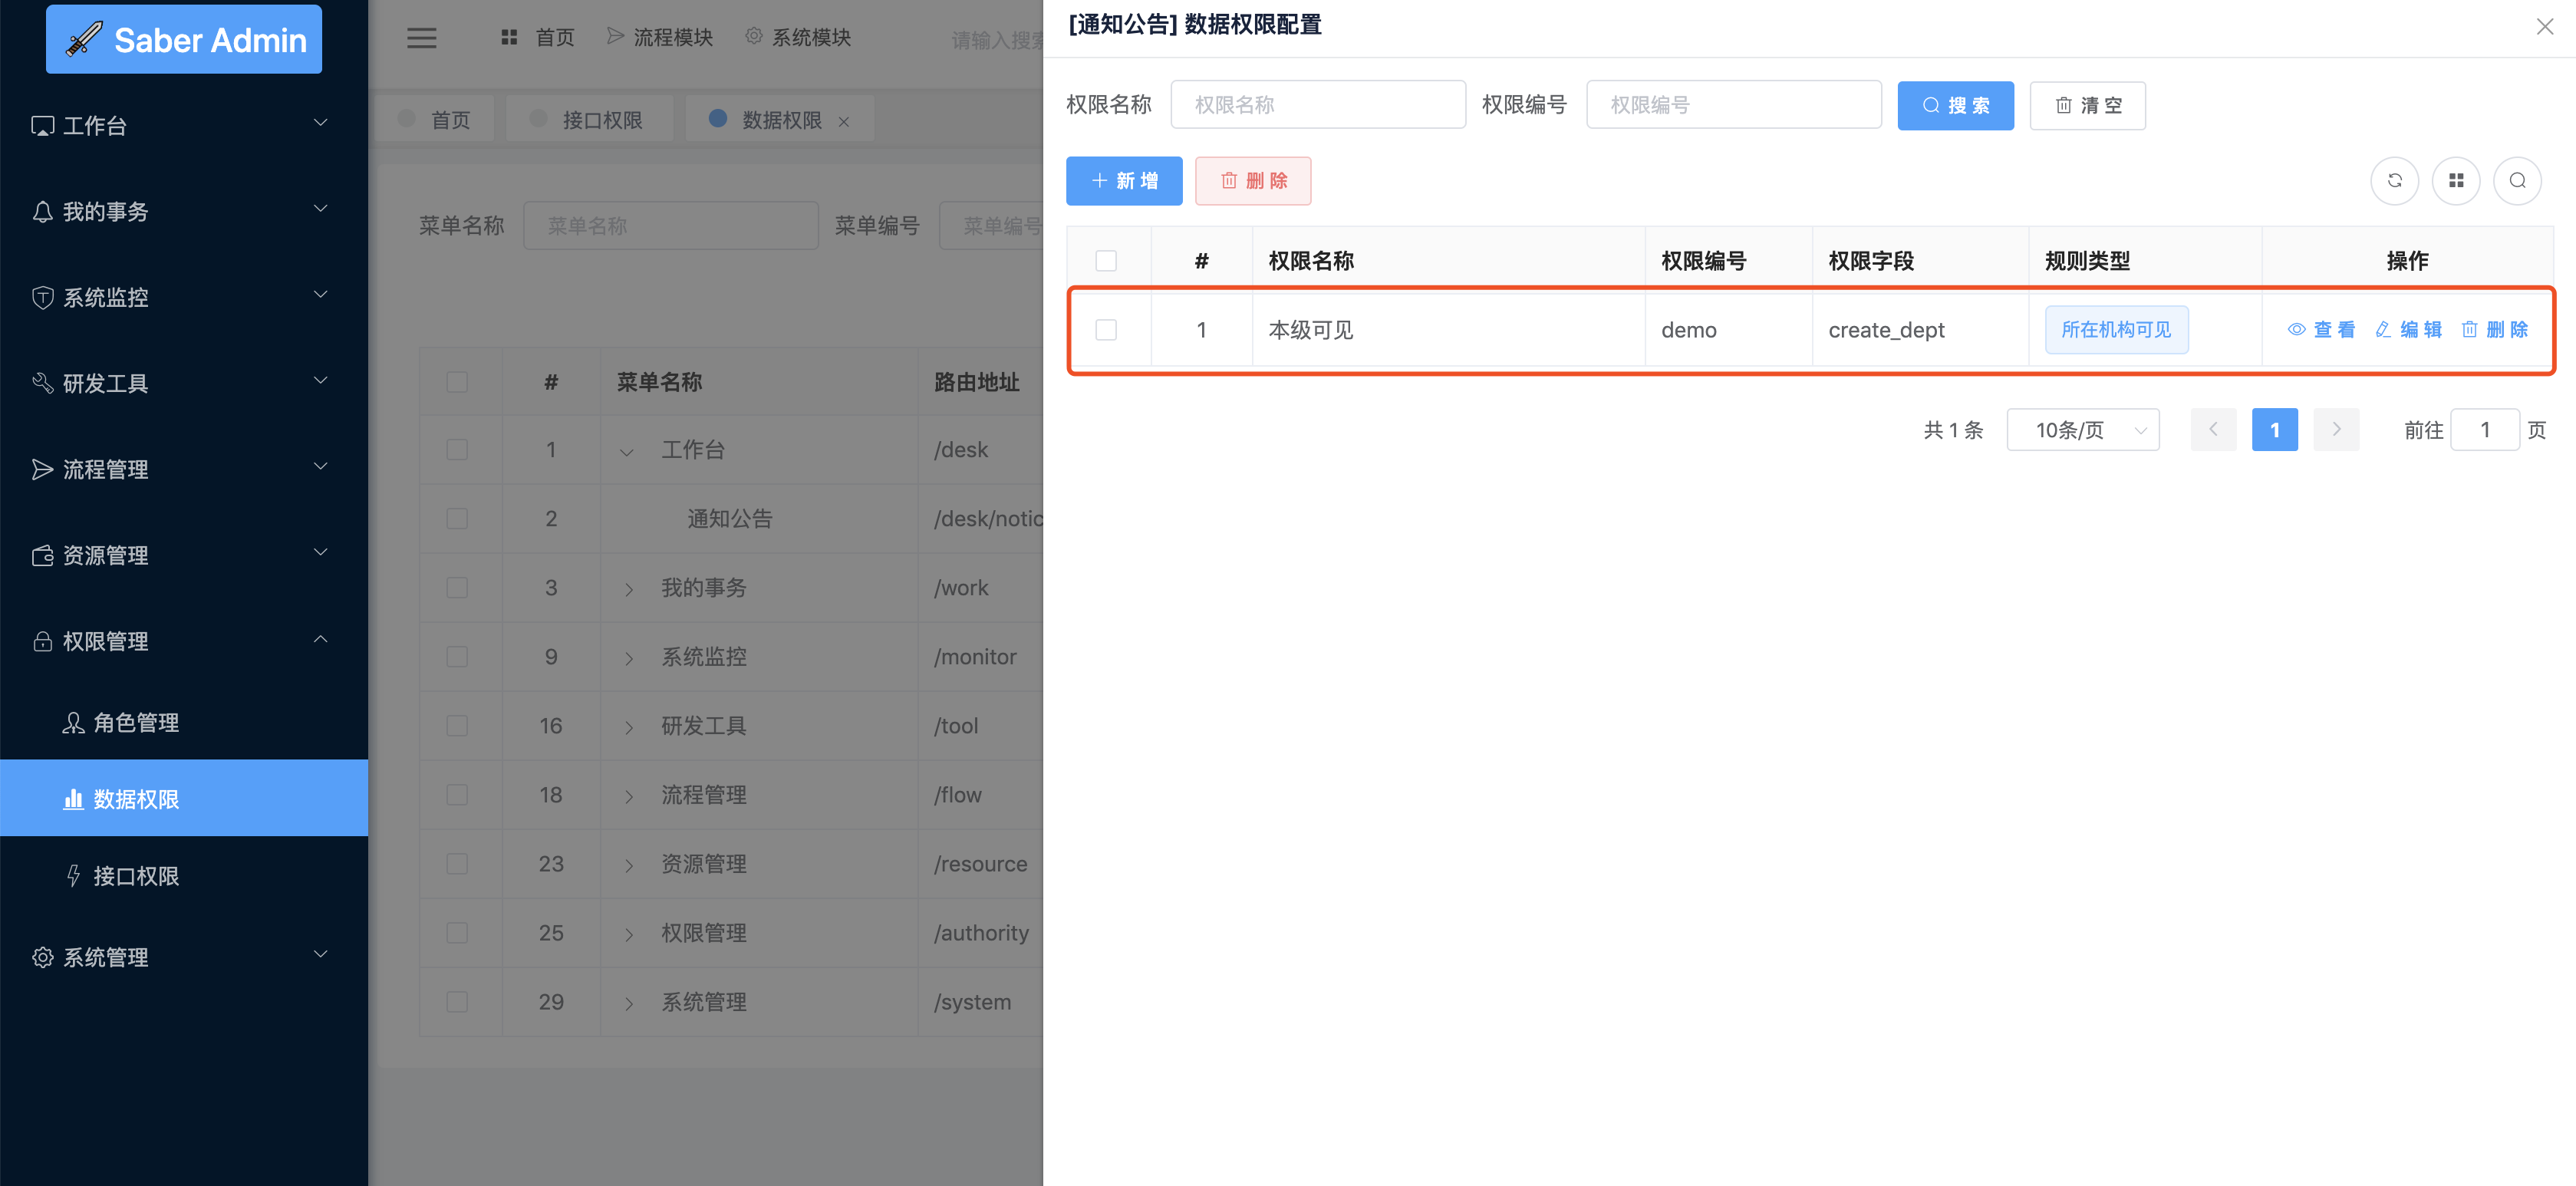 Saber Admin
工作台
我的事务
系统监控
研发工具
流程管理
资源管理
权限管理
角色管理
数据权限
接口权限
系统管理
首页 流程模块 系统模块 请输入搜索
首页 接口权限 数据权限
菜单名称 菜单名称 菜单编号 菜单编号
# 菜单名称 路由地址
1 工作台 /desk
2 通知公告 /desk/notic
3 我的事务 /work
9 系统监控 /monitor
16 研发工具 /tool
18 流程管理 /flow
23 资源管理 /resource
25 权限管理 /authority
29 系统管理 /system
[通知公告] 数据权限配置
权限名称 权限名称 权限编号 权限编号 搜 索 清 空
新 增 删 除
# 权限名称 权限编号 权限字段 规则类型 操作
1 本级可见 demo create_dept 所在机构可见 查 看 编 辑 删 除
共 1 条 10条/页 1 前往 1 页